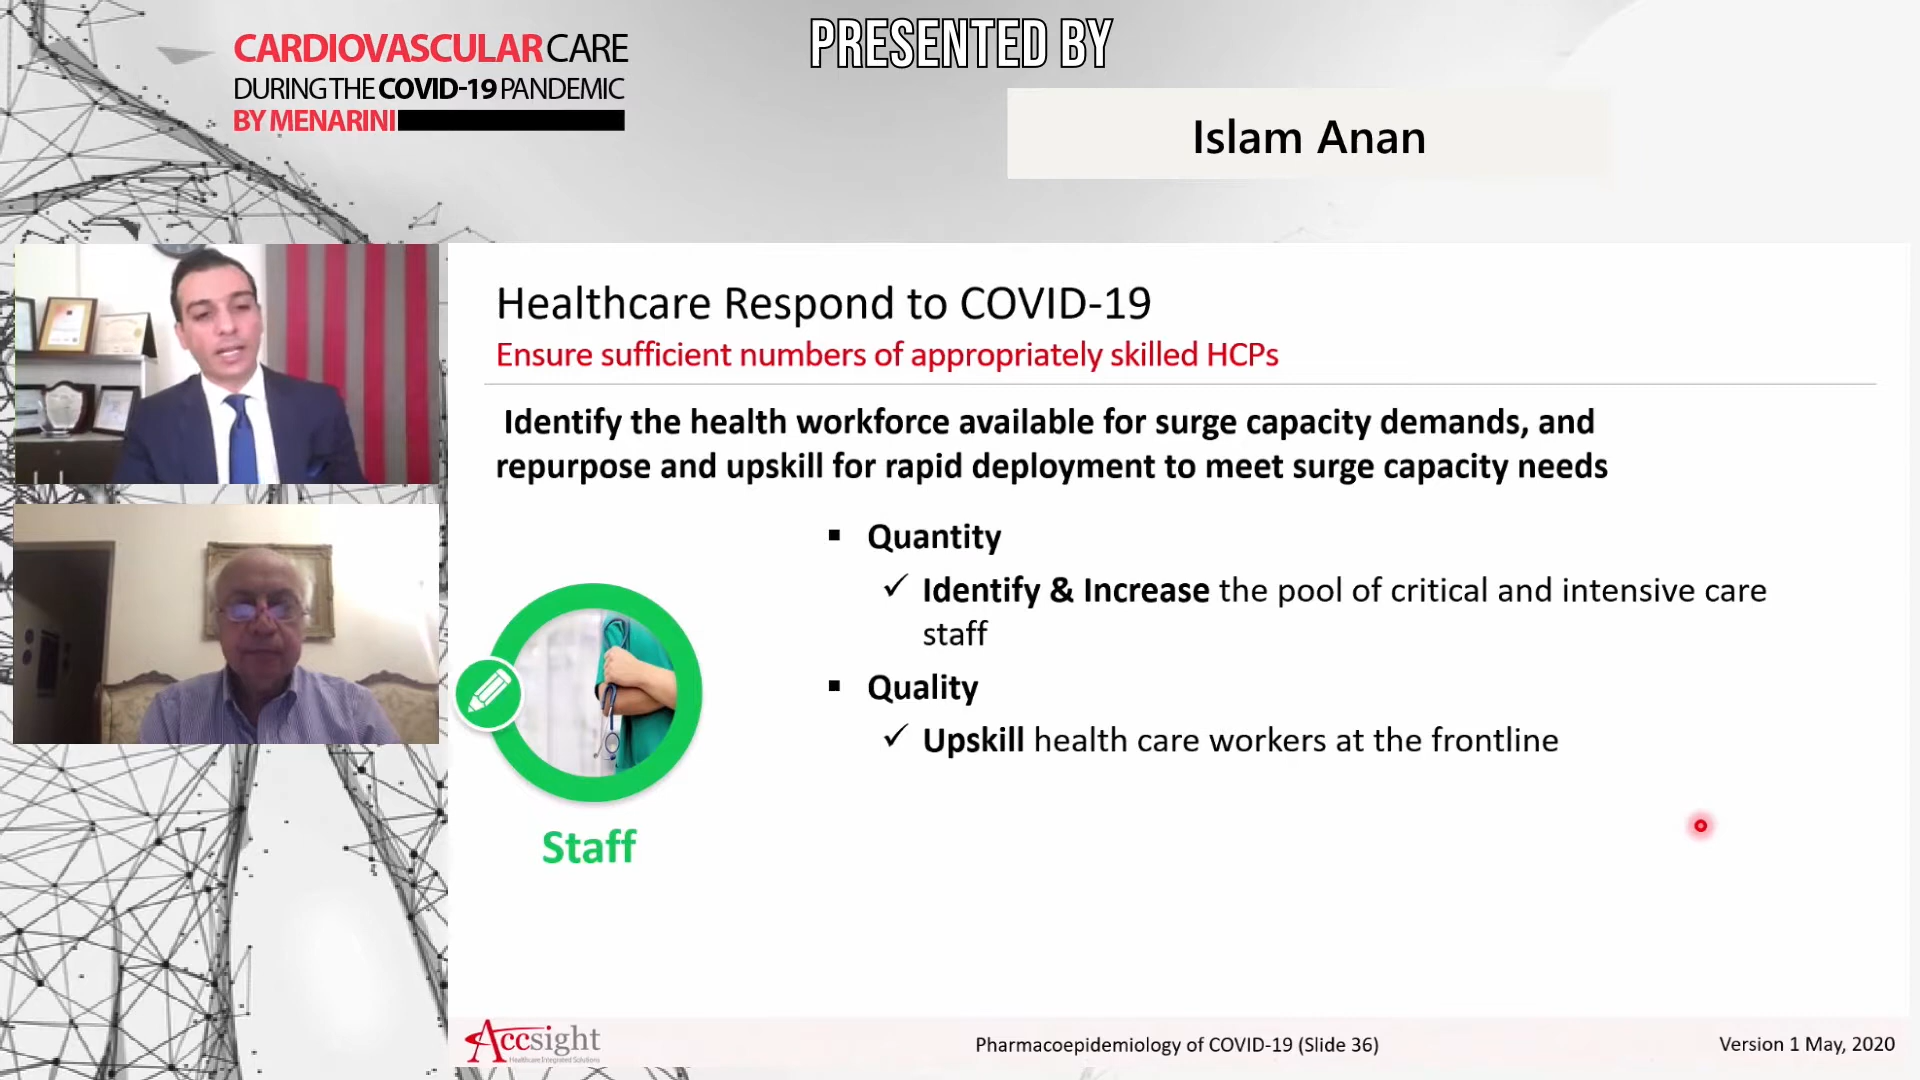 CARDIOVASCULAR CARE
DURING THE COVID-19 PANDEMIC
BY MENARINI
PRESENTED BY
Islam Anan
Healthcare Respond to COVID-19
Ensure sufficient numbers of appropriately skilled HCPs
Identify the health workforce available for surge capacity demands, and
repurpose and upskill for rapid deployment to meet surge capacity needs
▪ Quantity
✓ Identify & Increase the pool of critical and intensive care
staff
▪ Quality
✓ Upskill health care workers at the frontline
Staff
Accsight
Healthcare Integrated Solutions
Pharmacoepidemiology of COVID-19 (Slide 36)
Version 1 May, 2020